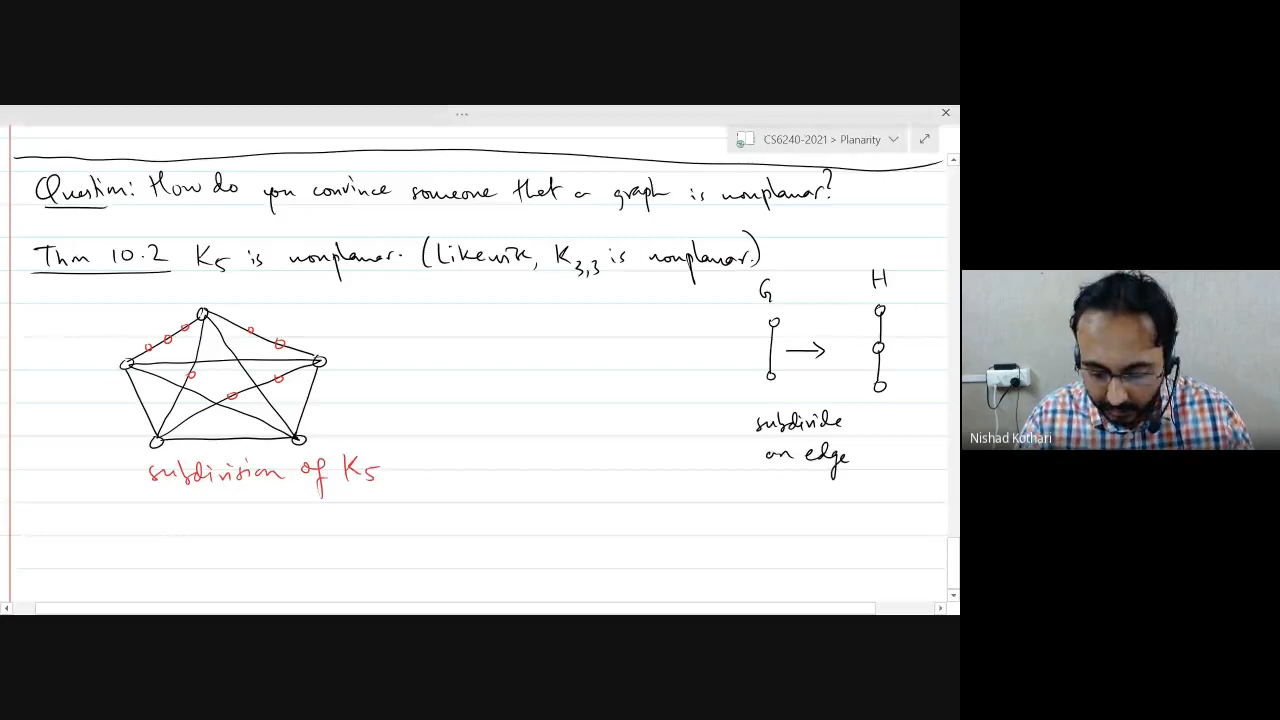 CS6240-2021 > Planarity
Question: How do you convince someone that a graph is nonplanar?
Thm 10.2 K5 is nonplanar. (Likewise, K3,3 is nonplanar.)
G H
subdivide
an edge
subdivision of K5
Nishad Kothari